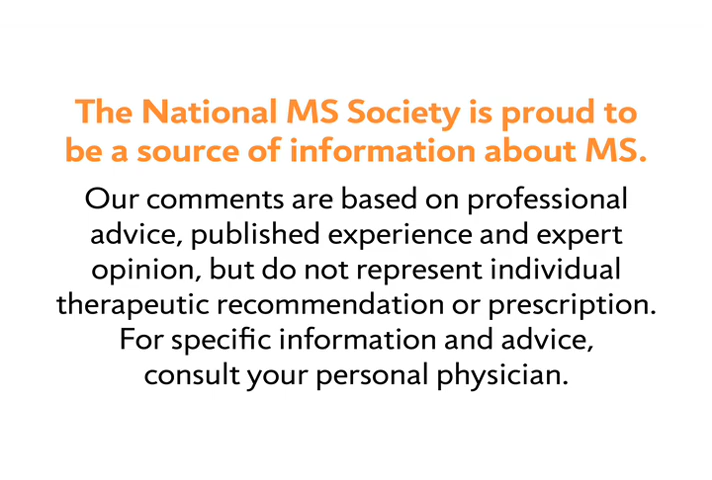 The National MS Society is proud to
be a source of information about MS.
Our comments are based on professional
advice, published experience and expert
opinion, but do not represent individual
therapeutic recommendation or prescription.
For specific information and advice,
consult your personal physician.